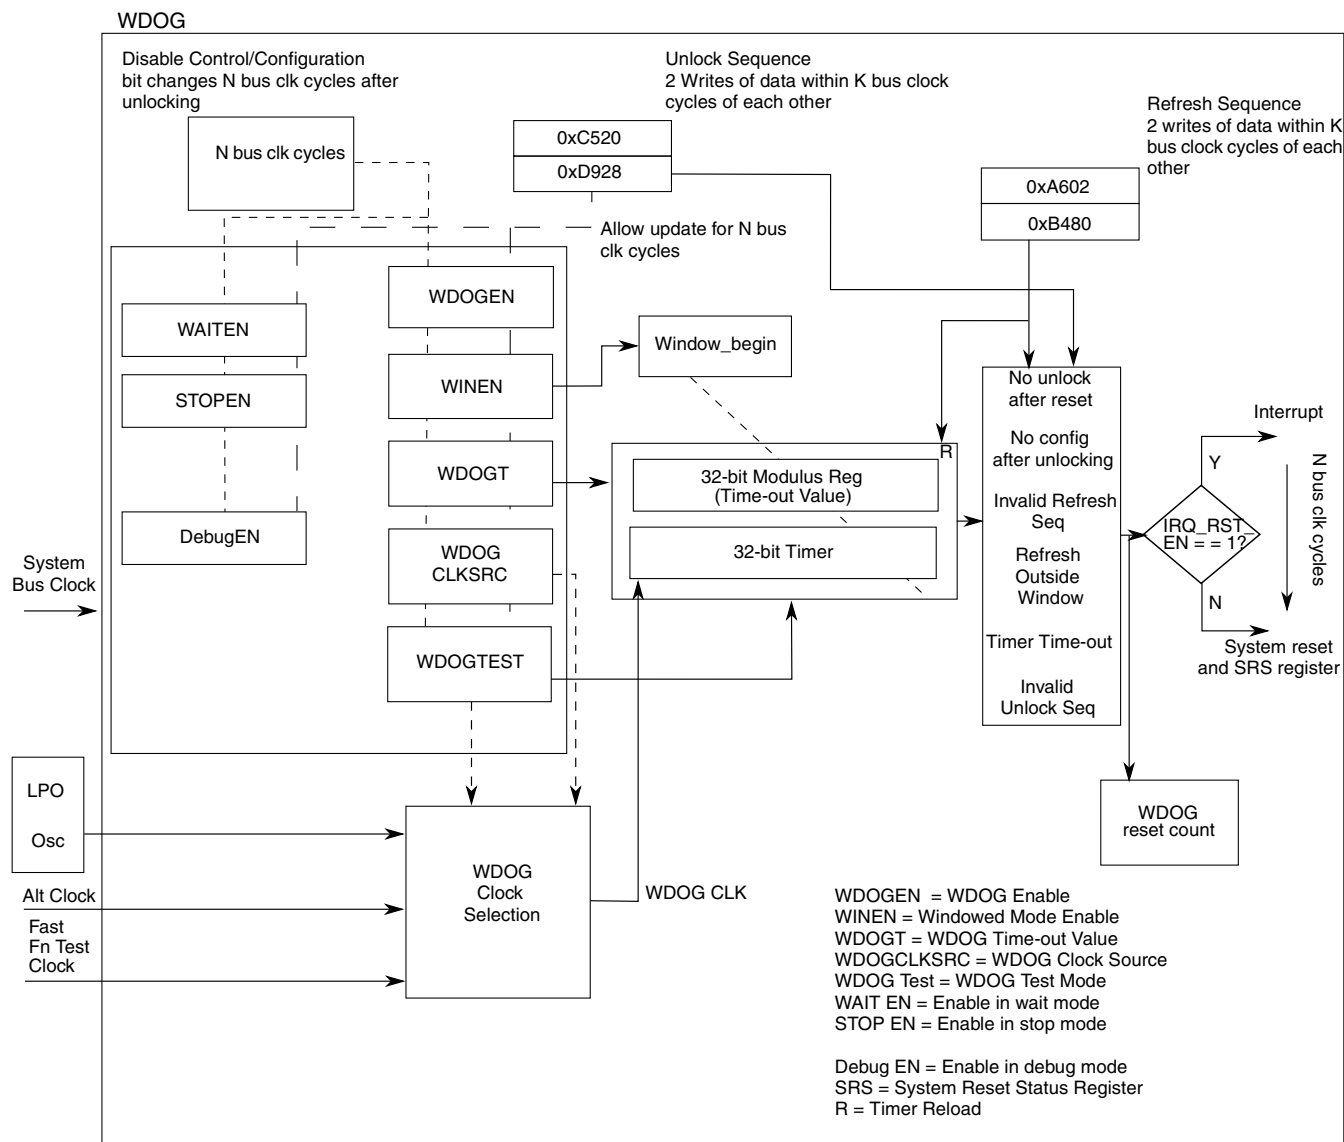 WDOG
Disable Control/Configuration
bit changes N bus clk cycles after
unlocking
Unlock Sequence
2 Writes of data within K bus clock
cycles of each other
Refresh Sequence
2 writes of data within K
bus clock cycles of each
other
N bus clk cycles
0xC520
0xD928
0xA602
0xB480
Allow update for N bus
clk cycles
WAITEN
STOPEN
DebugEN
WDOGEN
WINEN
WDOGT
WDOG
CLKSRC
WDOGTEST
Window_begin
R
32-bit Modulus Reg
(Time-out Value)
32-bit Timer
No unlock
after reset
No config
after unlocking
Invalid Refresh
Seq
Refresh
Outside
Window
Timer Time-out
Invalid
Unlock Seq
Interrupt
Y
IRQ_RST_
EN = = 1?
N
N bus clk cycles
System reset
and SRS register
System
Bus Clock
LPO
Osc
Alt Clock
Fast
Fn Test
Clock
WDOG
Clock
Selection
WDOG CLK
WDOG
reset count
WDOGEN = WDOG Enable
WINEN = Windowed Mode Enable
WDOGT = WDOG Time-out Value
WDOGCLKSRC = WDOG Clock Source
WDOG Test = WDOG Test Mode
WAIT EN = Enable in wait mode
STOP EN = Enable in stop mode
Debug EN = Enable in debug mode
SRS = System Reset Status Register
R = Timer Reload